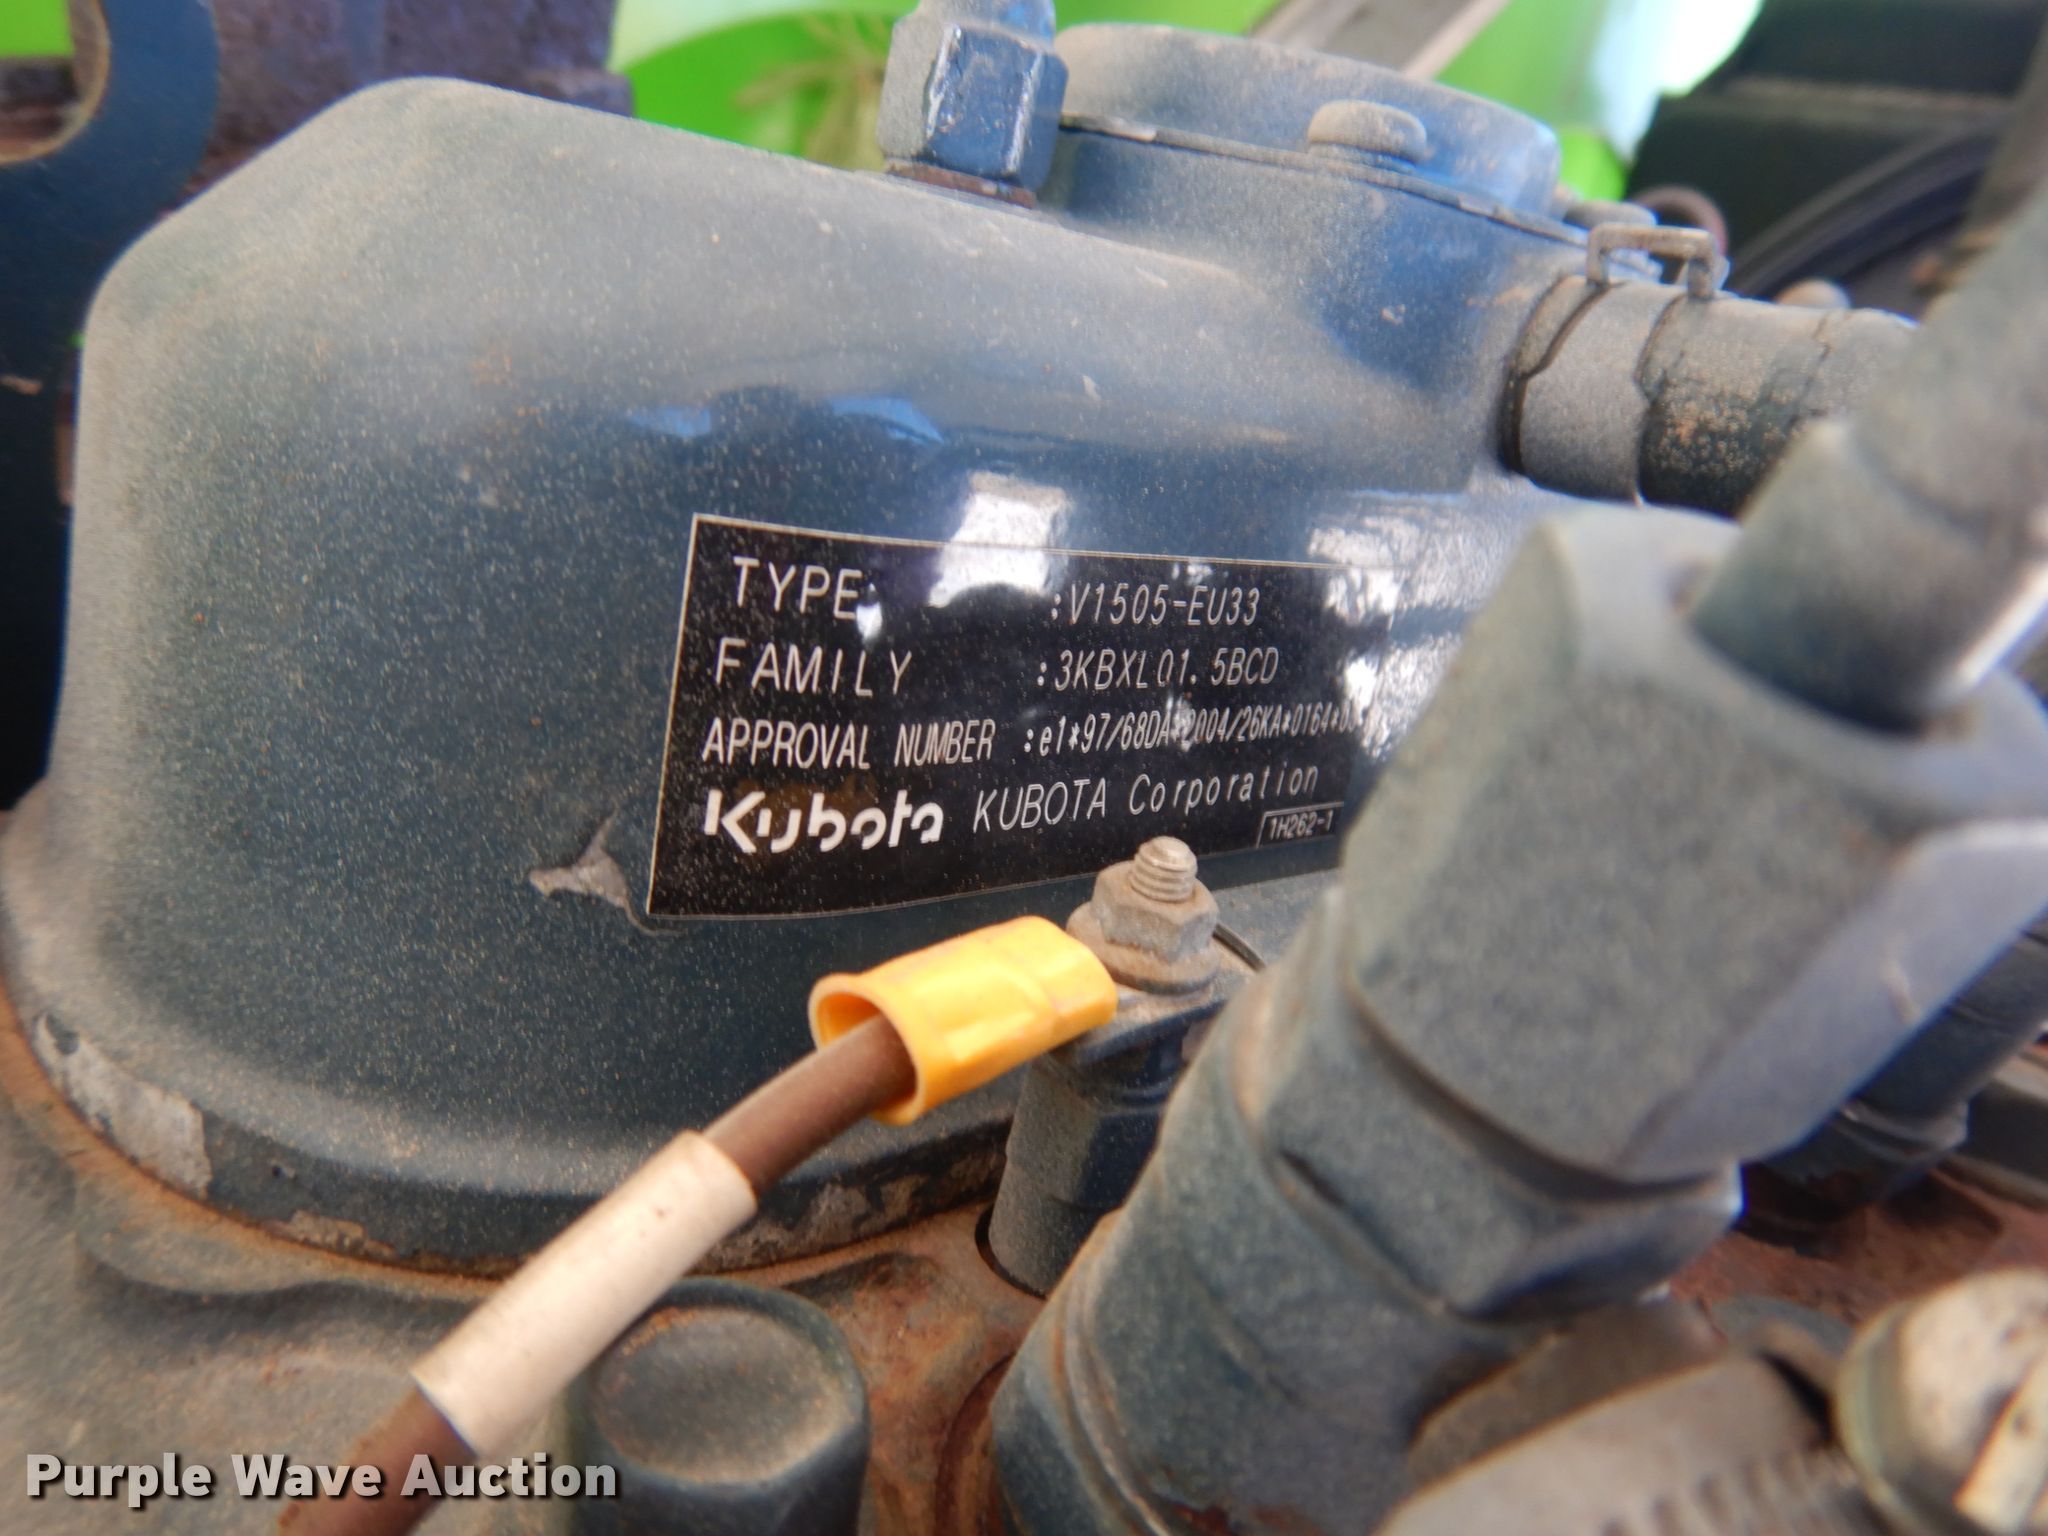 TYPE :V1505-EU33
FAMILY :3KBXL01.5BCD
APPROVAL NUMBER :e1*97/68DA*2004/26KA*0164*0
Kubota KUBOTA Corporation
1H262-1
Purple Wave Auction